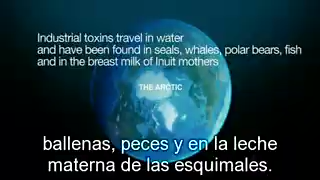 Industrial toxins travel in water
and have been found in seals, whales, polar bears, fish
and in the breast milk of Inuit mothers
THE ARCTIC
ballenas, peces y en la leche
materna de las esquimales.